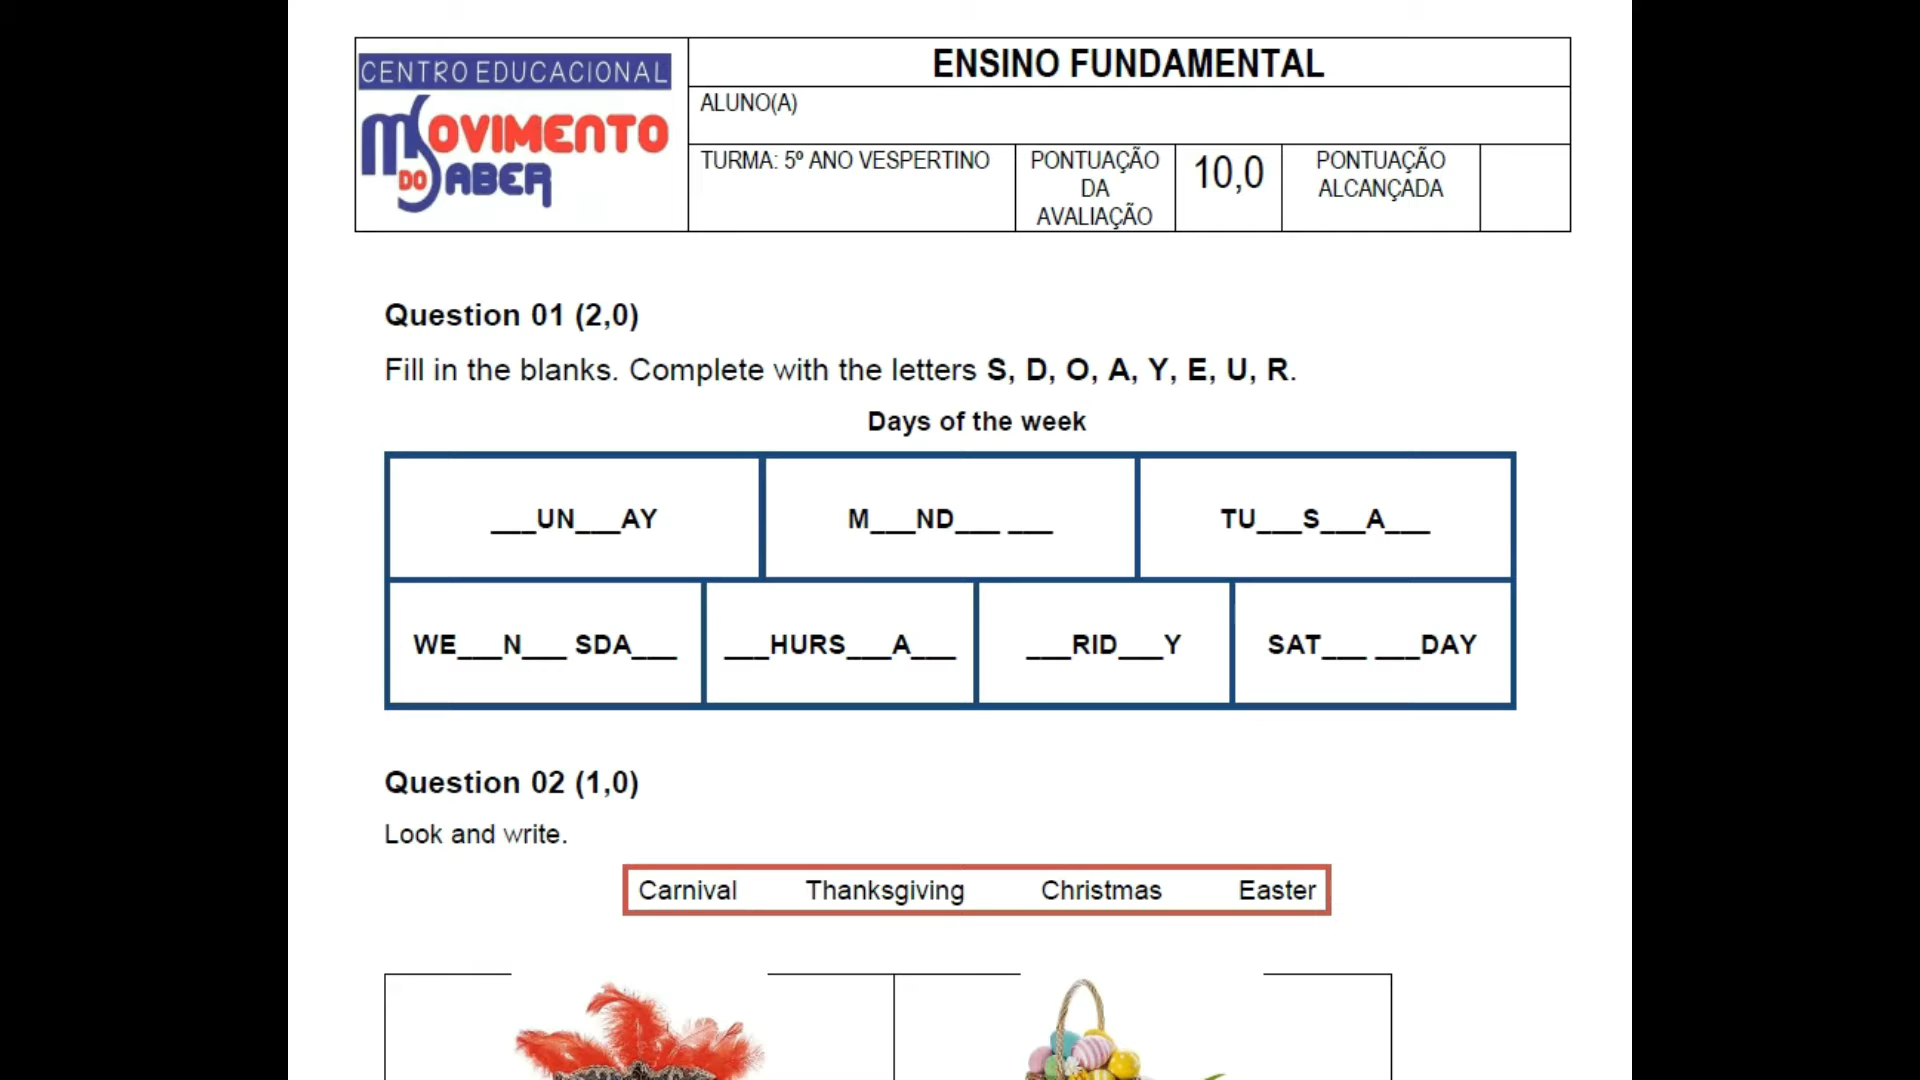 CENTRO EDUCACIONAL
MOVIMENTO
DO SABER
ENSINO FUNDAMENTAL
ALUNO(A)
TURMA: 5º ANO VESPERTINO
PONTUAÇÃO
DA
AVALIAÇÃO
10,0
PONTUAÇÃO
ALCANÇADA
Question 01 (2,0)
Fill in the blanks. Complete with the letters S, D, O, A, Y, E, U, R.
Days of the week
___UN___AY
M___ND___ ___
TU___S___A___
WE___N___ SDA___
___HURS___A___
___RID___Y
SAT___ ___DAY
Question 02 (1,0)
Look and write.
Carnival Thanksgiving Christmas Easter